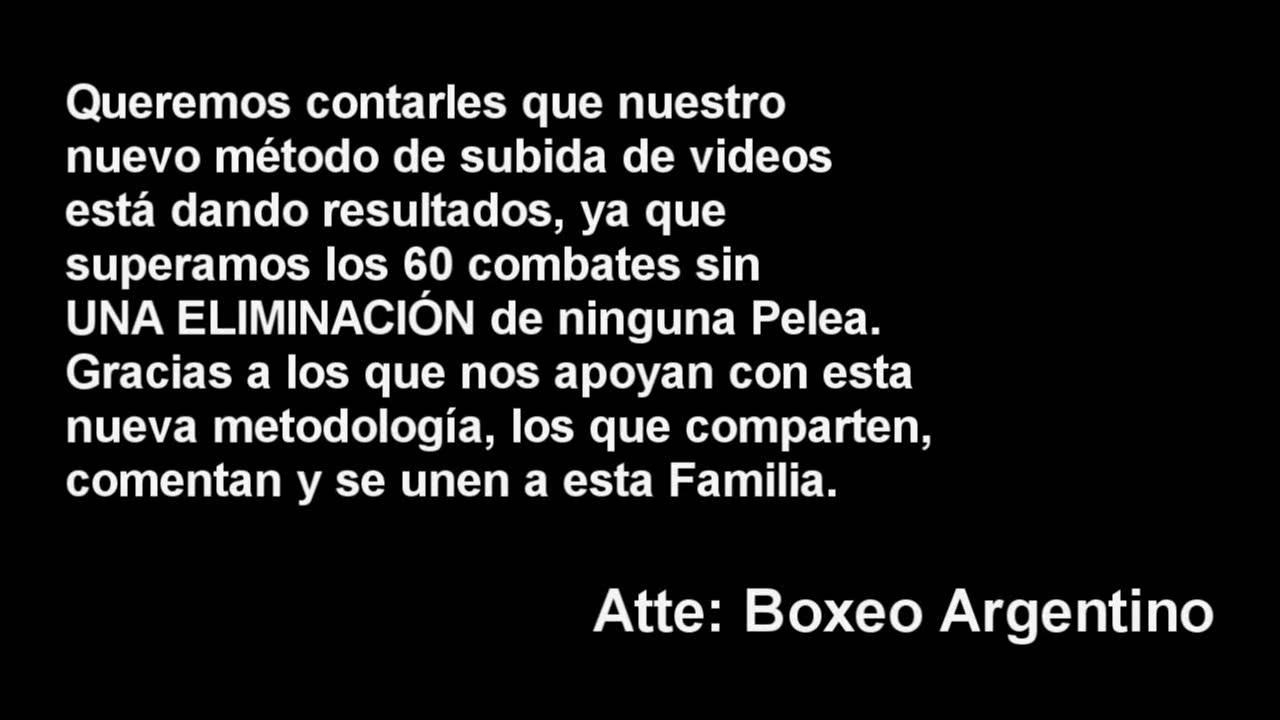 Queremos contarles que nuestro
nuevo método de subida de videos
está dando resultados, ya que
superamos los 60 combates sin
UNA ELIMINACIÓN de ninguna Pelea.
Gracias a los que nos apoyan con esta
nueva metodología, los que comparten,
comentan y se unen a esta Familia.
Atte: Boxeo Argentino